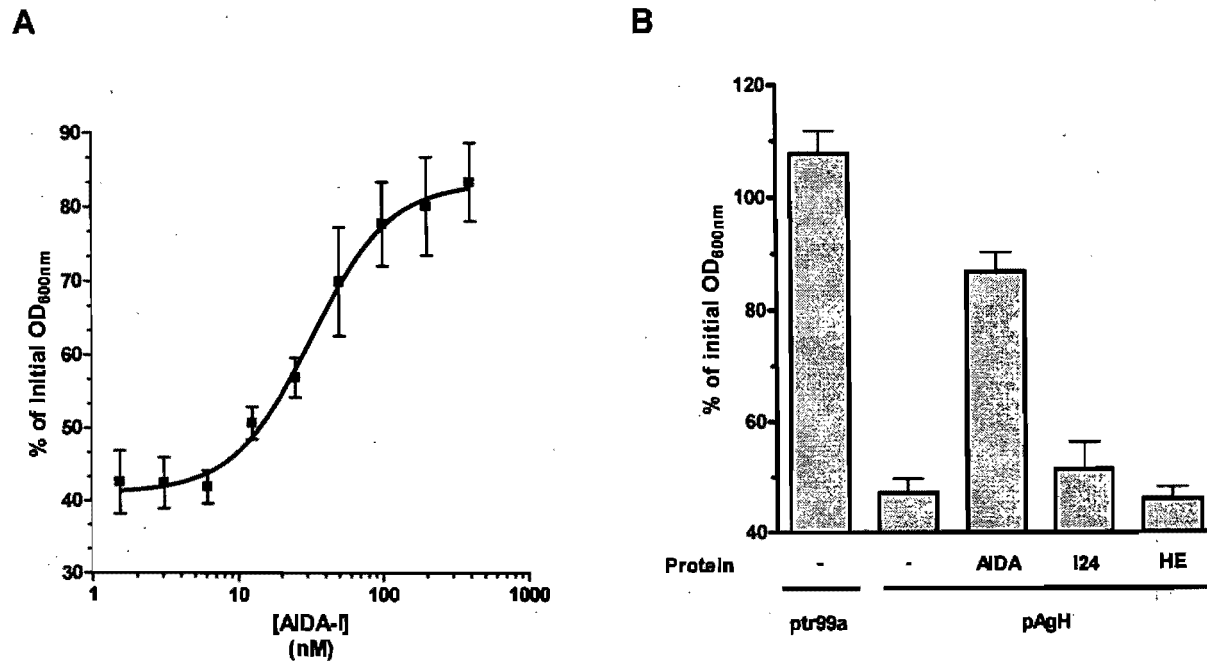 A
B
% of Initial OD600nm
90
80
70
60
50
40
30
1
10
100
1000
[AIDA-I]
(nM)
% of initial OD600nm
120
100
80
60
40
Protein
-
-
AIDA
I24
HE
ptr99a
pAgH